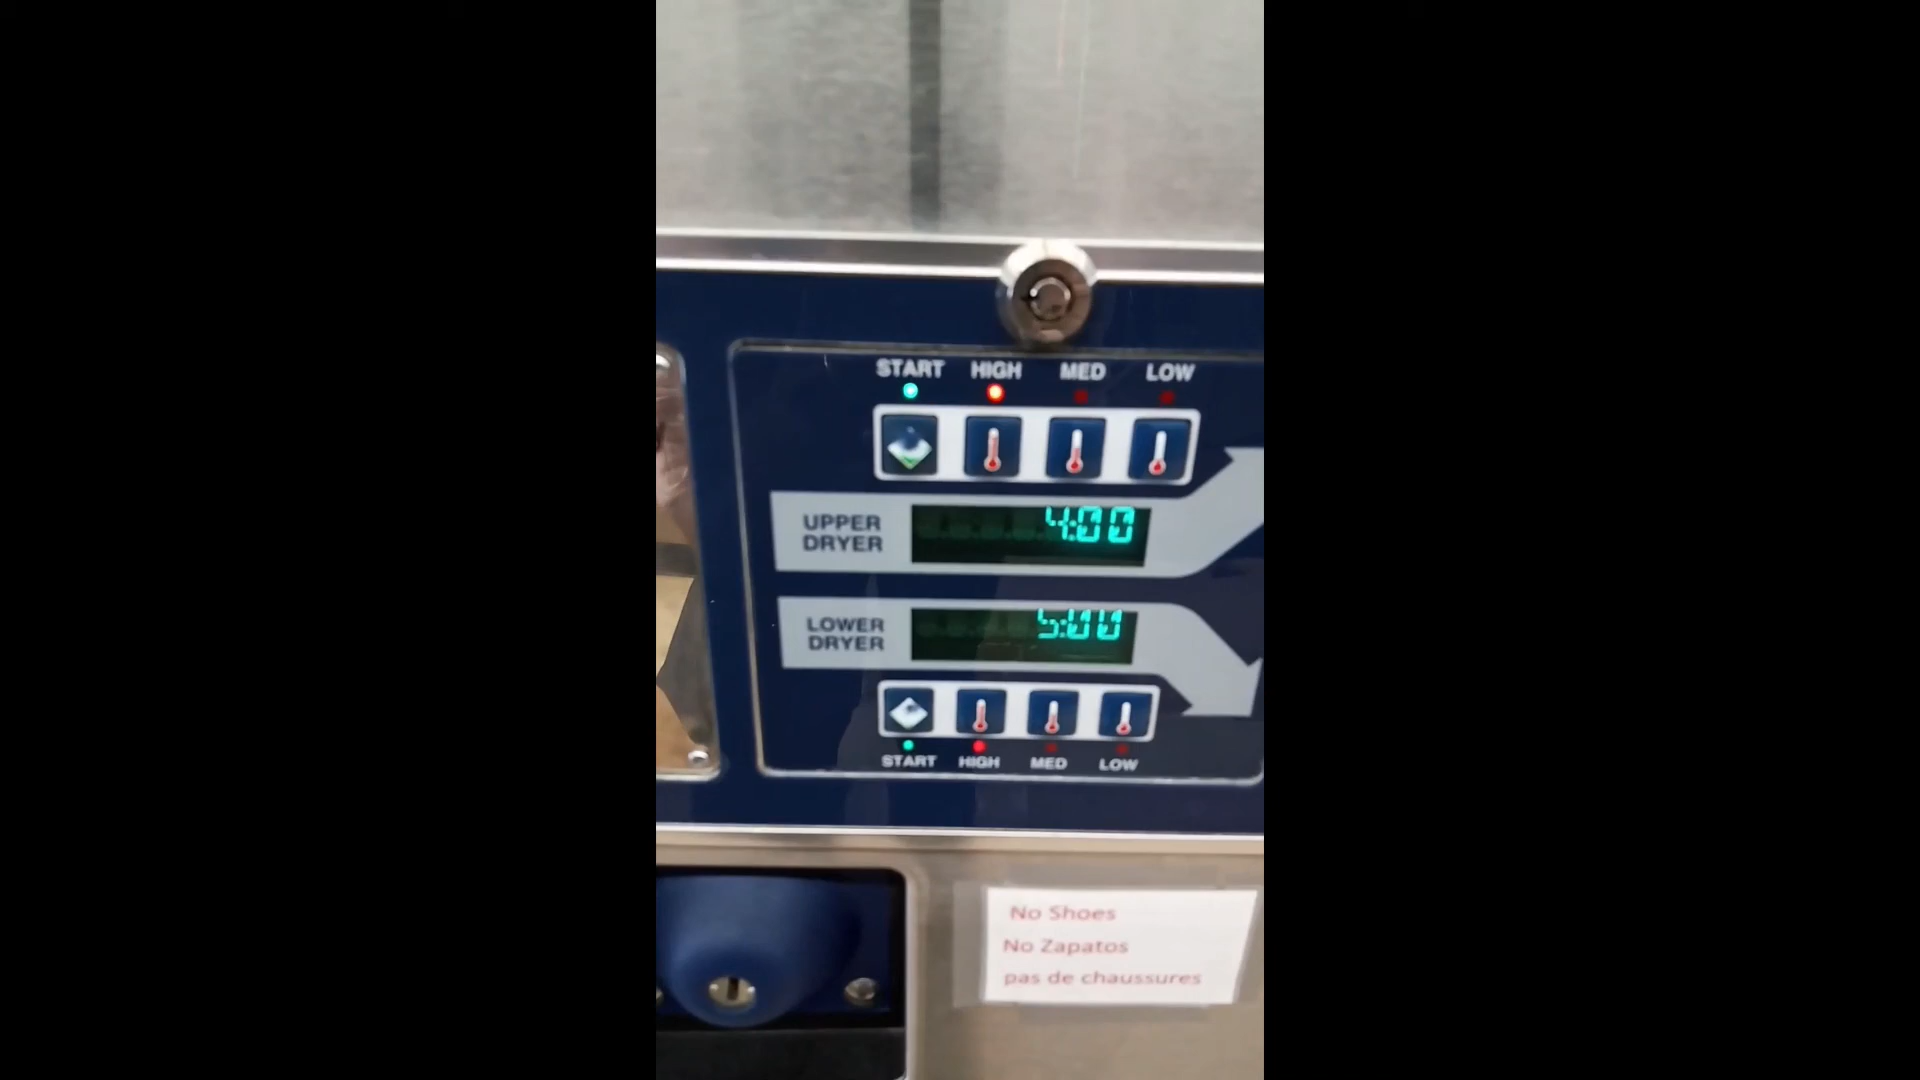 START HIGH MED LOW
UPPER
DRYER
4:00
LOWER
DRYER
5:00
START HIGH MED LOW
No Shoes
No Zapatos
pas de chaussures